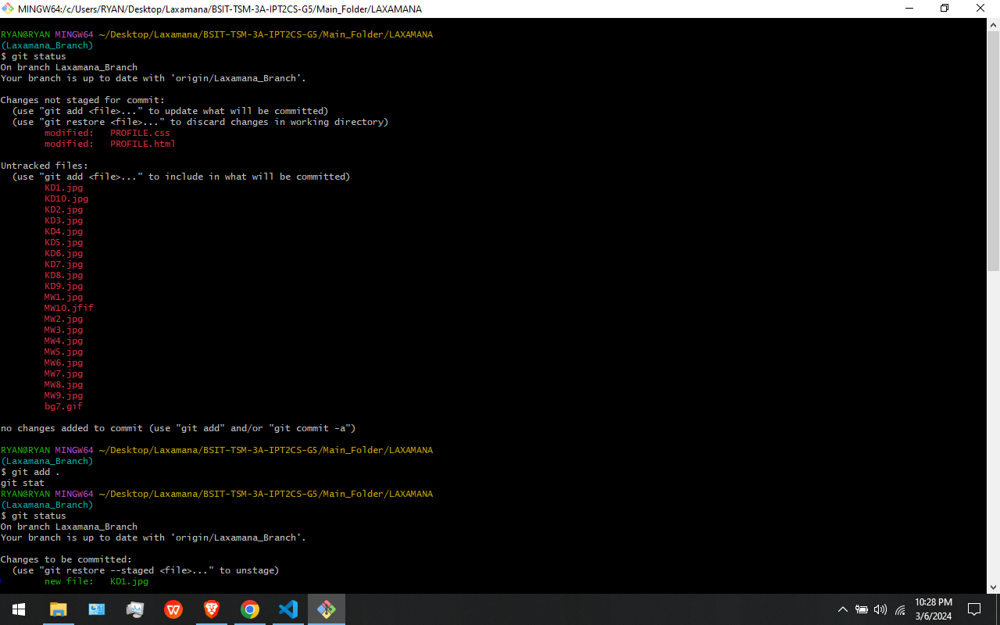 MINGW64:/c/Users/RYAN/Desktop/Laxamana/BSIT-TSM-3A-IPT2CS-G5/Main_Folder/LAXAMANA
RYAN@RYAN MINGW64 ~/Desktop/Laxamana/BSIT-TSM-3A-IPT2CS-G5/Main_Folder/LAXAMANA
(Laxamana_Branch)
$ git status
On branch Laxamana_Branch
Your branch is up to date with 'origin/Laxamana_Branch'.
Changes not staged for commit:
  (use "git add <file>..." to update what will be committed)
  (use "git restore <file>..." to discard changes in working directory)
        modified:   PROFILE.css
        modified:   PROFILE.html
Untracked files:
  (use "git add <file>..." to include in what will be committed)
        KD1.jpg
        KD10.jpg
        KD2.jpg
        KD3.jpg
        KD4.jpg
        KD5.jpg
        KD6.jpg
        KD7.jpg
        KD8.jpg
        KD9.jpg
        MW1.jpg
        MW10.jfif
        MW2.jpg
        MW3.jpg
        MW4.jpg
        MW5.jpg
        MW6.jpg
        MW7.jpg
        MW8.jpg
        MW9.jpg
        bg7.gif
no changes added to commit (use "git add" and/or "git commit -a")
RYAN@RYAN MINGW64 ~/Desktop/Laxamana/BSIT-TSM-3A-IPT2CS-G5/Main_Folder/LAXAMANA
(Laxamana_Branch)
$ git add .
git stat
RYAN@RYAN MINGW64 ~/Desktop/Laxamana/BSIT-TSM-3A-IPT2CS-G5/Main_Folder/LAXAMANA
(Laxamana_Branch)
$ git status
On branch Laxamana_Branch
Your branch is up to date with 'origin/Laxamana_Branch'.
Changes to be committed:
  (use "git restore --staged <file>..." to unstage)
        new file:   KD1.jpg
10:28 PM
3/6/2024